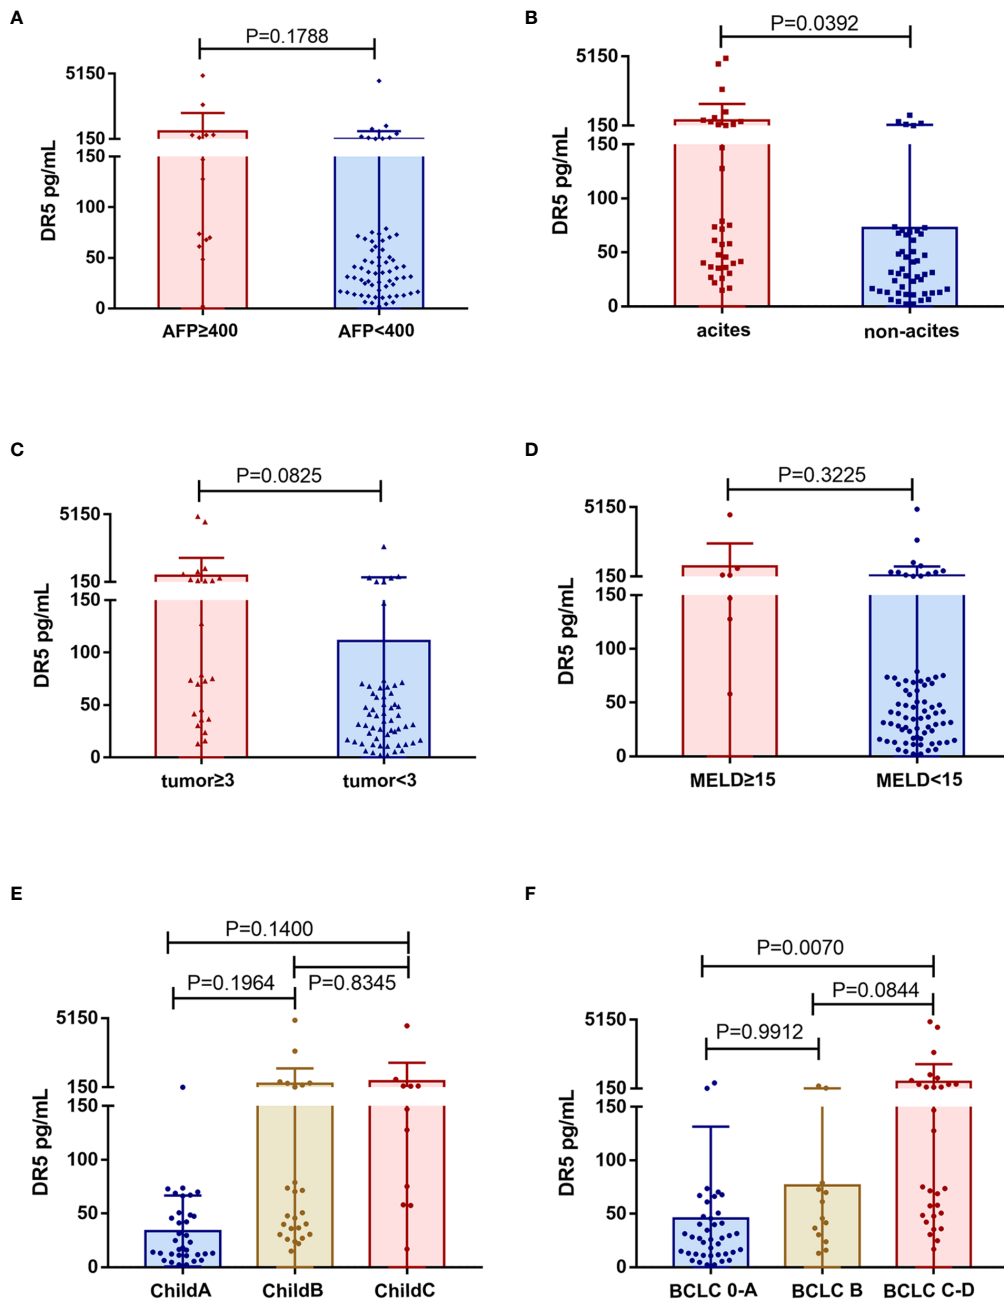 A
P=0.1788
5150
150
150
100
50
0
DR5 pg/mL
AFP≥400
AFP<400
B
P=0.0392
5150
150
150
100
50
0
DR5 pg/mL
acites
non-acites
C
P=0.0825
5150
150
150
100
50
0
DR5 pg/mL
tumor≥3
tumor<3
D
P=0.3225
5150
150
150
100
50
0
DR5 pg/mL
MELD≥15
MELD<15
E
P=0.1400
P=0.1964
P=0.8345
5150
150
150
100
50
0
DR5 pg/mL
ChildA
ChildB
ChildC
F
P=0.0070
P=0.0844
P=0.9912
5150
150
150
100
50
0
DR5 pg/mL
BCLC 0-A
BCLC B
BCLC C-D